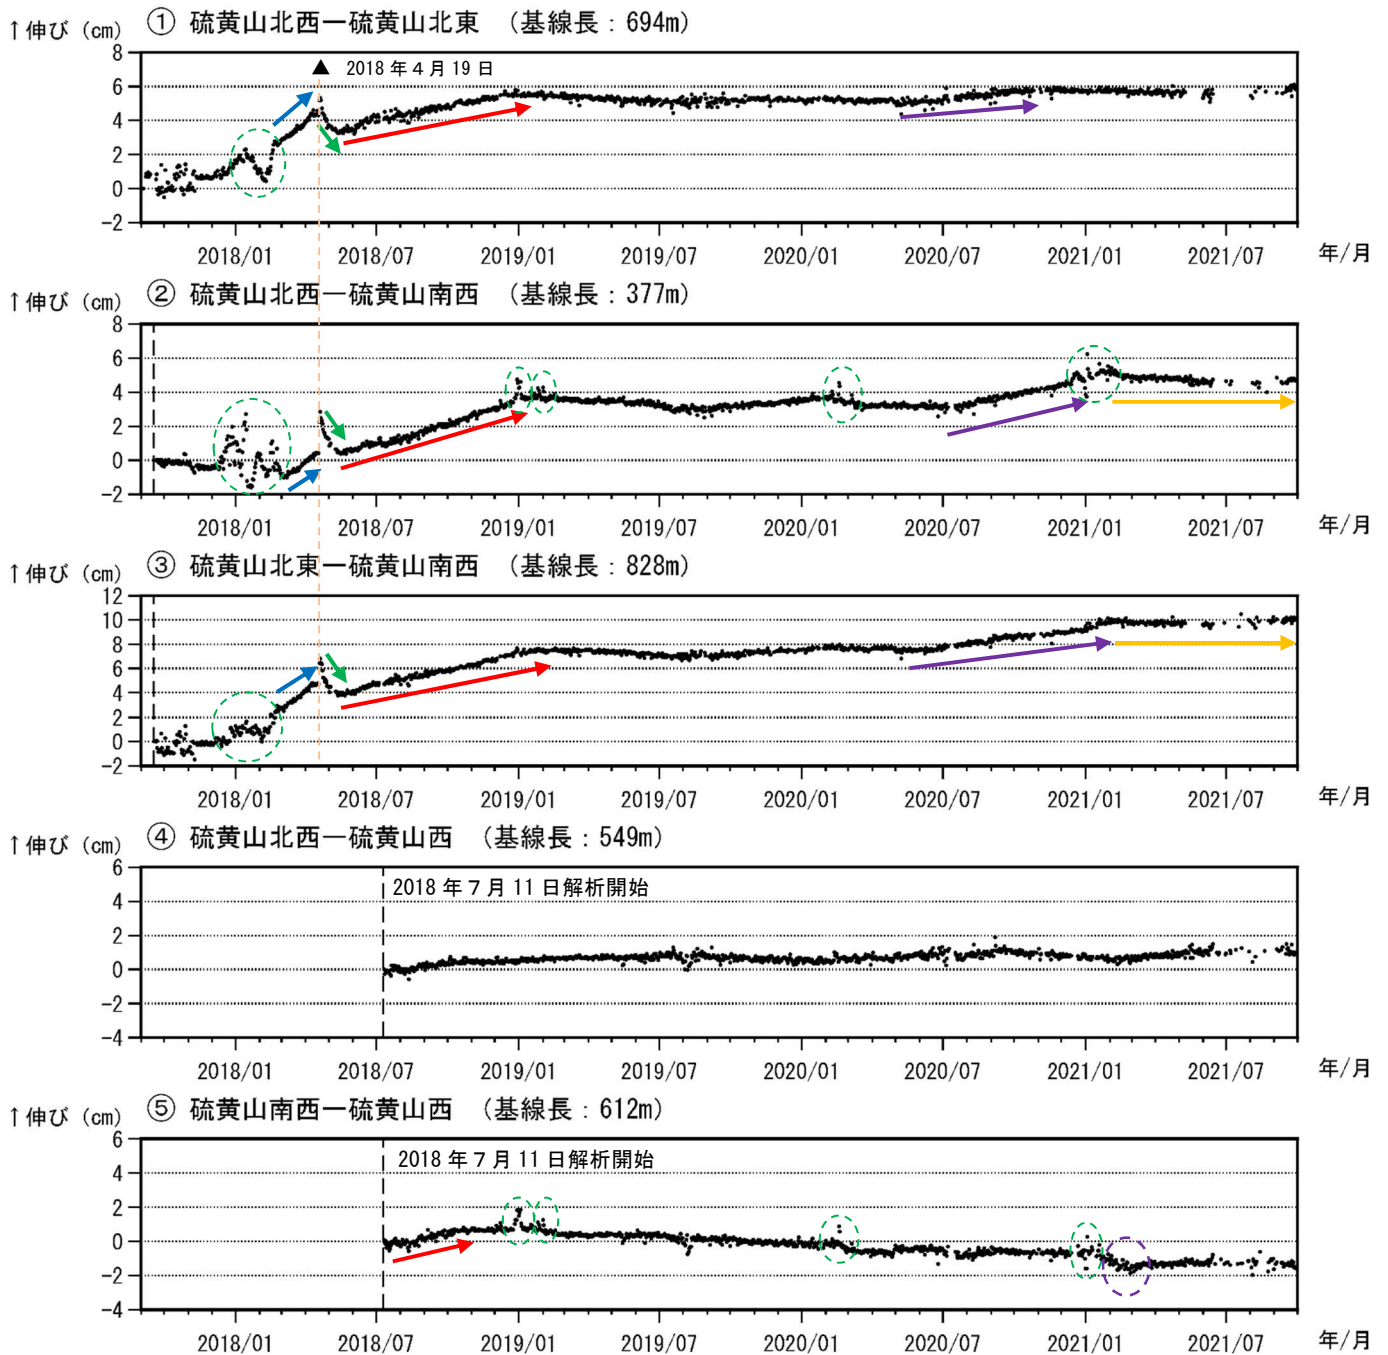 ↑伸び（cm） ① 硫黄山北西ー硫黄山北東 （基線長：694m）
8
▲ 2018年４月19日
6
4
2
0
-2
2018/01 2018/07 2019/01 2019/07 2020/01 2020/07 2021/01 2021/07 年/月
↑伸び（cm） ② 硫黄山北西ー硫黄山南西 （基線長：377m）
8
6
4
2
0
-2
2018/01 2018/07 2019/01 2019/07 2020/01 2020/07 2021/01 2021/07 年/月
↑伸び（cm） ③ 硫黄山北東ー硫黄山南西 （基線長：828m）
12
10
8
6
4
2
0
-2
2018/01 2018/07 2019/01 2019/07 2020/01 2020/07 2021/01 2021/07 年/月
↑伸び（cm） ④ 硫黄山北西ー硫黄山西 （基線長：549m）
6
2018年７月11日解析開始
4
2
0
-2
-4
2018/01 2018/07 2019/01 2019/07 2020/01 2020/07 2021/01 2021/07 年/月
↑伸び（cm） ⑤ 硫黄山南西ー硫黄山西 （基線長：612m）
6
2018年７月11日解析開始
4
2
0
-2
-4
2018/01 2018/07 2019/01 2019/07 2020/01 2020/07 2021/01 2021/07 年/月